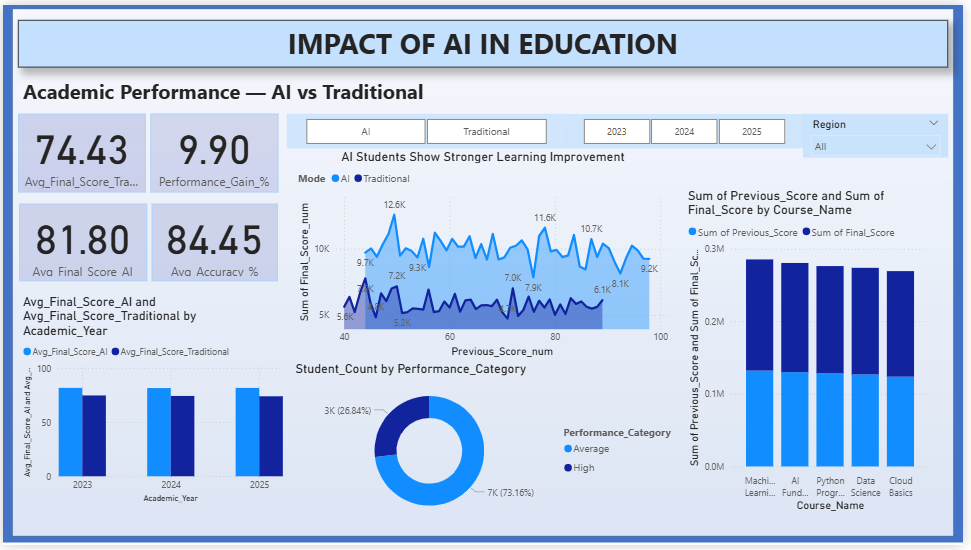 IMPACT OF AI IN EDUCATION
Academic Performance — AI vs Traditional
74.43
Avg_Final_Score_Tra...
9.90
Performance_Gain_%
81.80
Avg_Final_Score_AI
84.45
Avg_Accuracy_%
AI
Traditional
2023
2024
2025
Region
All
AI Students Show Stronger Learning Improvement
Mode
AI
Traditional
Sum of Final_Score_num
10K
5K
12.6K
11.6K
10.7K
9.7K
9.3K
9.2K
8.1K
7.2K
7.0K
7.9K
6.1K
5.6K
5.2K
40
60
80
100
Previous_Score_num
Avg_Final_Score_AI and
Avg_Final_Score_Traditional by
Academic_Year
Avg_Final_Score_AI
Avg_Final_Score_Traditional
Avg_Final_Score_AI and Avg_...
100
50
0
2023
2024
2025
Academic_Year
Student_Count by Performance_Category
3K (26.84%)
7K (73.16%)
Performance_Category
Average
High
Sum of Previous_Score and Sum of
Final_Score by Course_Name
Sum of Previous_Score
Sum of Final_Score
Sum of Previous_Score and Sum of Final_Sc...
0.3M
0.2M
0.1M
0.0M
Machi...
Learni...
AI
Fund...
Python
Progr...
Data
Science
Cloud
Basics
Course_Name